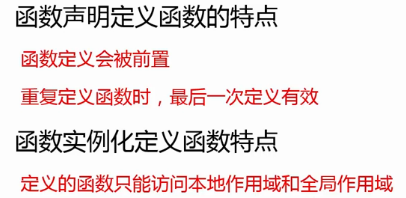 函数声明定义函数的特点
函数定义会被前置
重复定义函数时，最后一次定义有效
函数实例化定义函数特点
定义的函数只能访问本地作用域和全局作用域